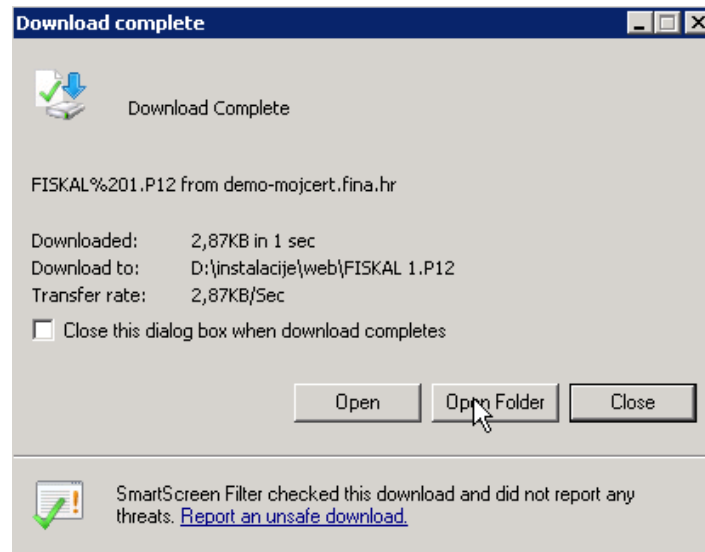 Download complete
Download Complete
FISKAL%201.P12 from demo-mojcert.fina.hr
Downloaded: 2,87KB in 1 sec
Download to: D:\instalacije\web\FISKAL 1.P12
Transfer rate: 2,87KB/Sec
Close this dialog box when download completes
Open Open Folder Close
SmartScreen Filter checked this download and did not report any
threats. Report an unsafe download.